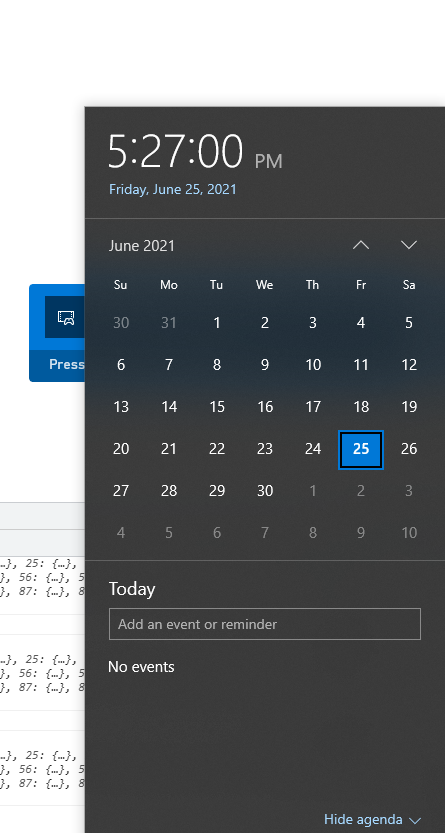 5:27:00 PM
Friday, June 25, 2021
June 2021
Su Mo Tu We Th Fr Sa
30 31 1 2 3 4 5
6 7 8 9 10 11 12
13 14 15 16 17 18 19
20 21 22 23 24 25 26
27 28 29 30 1 2 3
4 5 6 7 8 9 10
Press
…}, 25: {…},
}, 56: {…}, 5
}, 87: {…}, 8
…}, 25: {…},
}, 56: {…}, 5
}, 87: {…}, 8
…}, 25: {…},
}, 56: {…}, 5
}, 87: {…}, 8
Today
Add an event or reminder
No events
Hide agenda